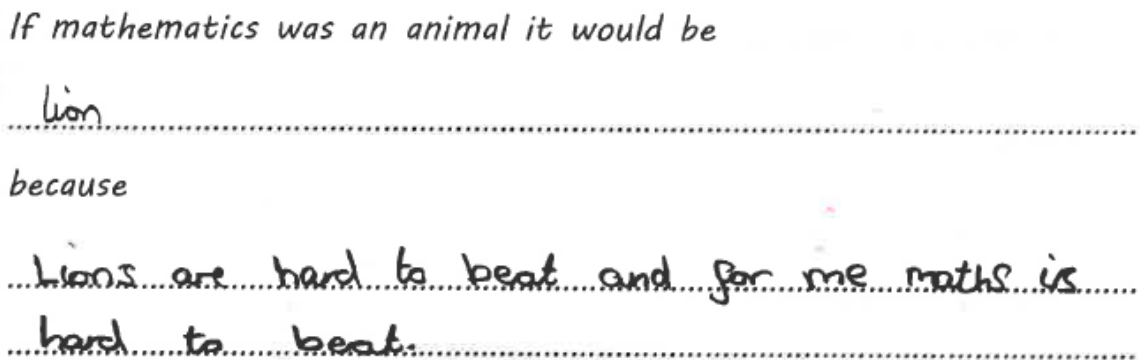 If mathematics was an animal it would be
lion
because
Lions are hard to beat and for me maths is
hard to beat.